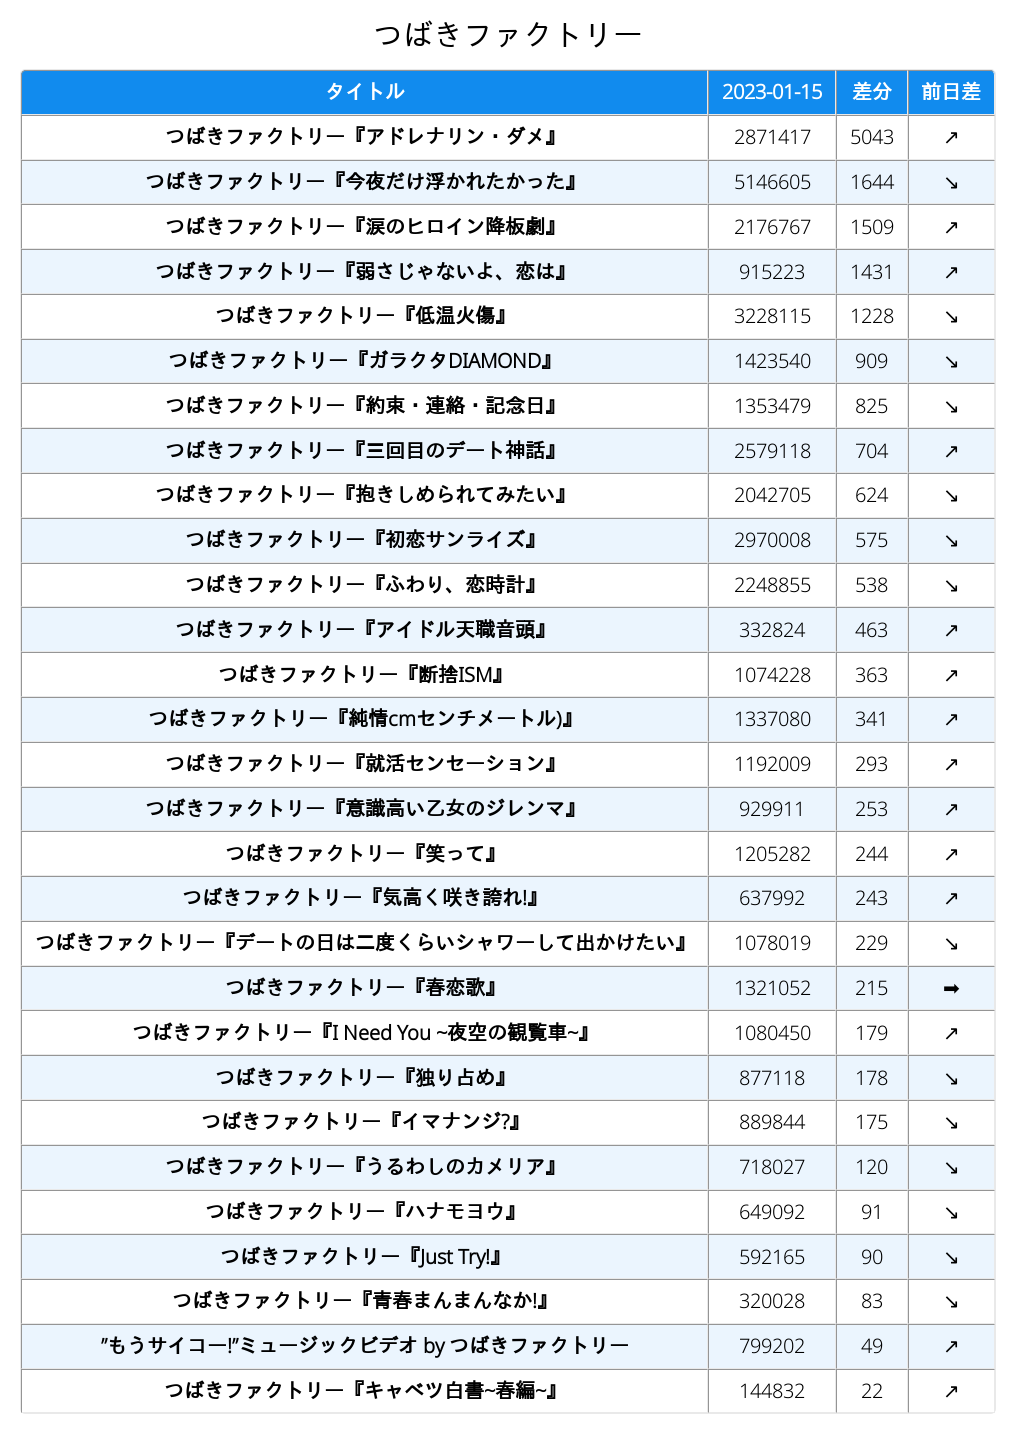 つばきファクトリー
タイトル 2023-01-15 差分 前日差
つばきファクトリー『アドレナリン・ダメ』 2871417 5043 ↗
つばきファクトリー『今夜だけ浮かれたかった』 5146605 1644 ↘
つばきファクトリー『涙のヒロイン降板劇』 2176767 1509 ↗
つばきファクトリー『弱さじゃないよ、恋は』 915223 1431 ↗
つばきファクトリー『低温火傷』 3228115 1228 ↘
つばきファクトリー『ガラクタDIAMOND』 1423540 909 ↘
つばきファクトリー『約束・連絡・記念日』 1353479 825 ↘
つばきファクトリー『三回目のデート神話』 2579118 704 ↗
つばきファクトリー『抱きしめられてみたい』 2042705 624 ↘
つばきファクトリー『初恋サンライズ』 2970008 575 ↘
つばきファクトリー『ふわり、恋時計』 2248855 538 ↘
つばきファクトリー『アイドル天職音頭』 332824 463 ↗
つばきファクトリー『断捨ISM』 1074228 363 ↗
つばきファクトリー『純情cmセンチメートル)』 1337080 341 ↗
つばきファクトリー『就活センセーション』 1192009 293 ↗
つばきファクトリー『意識高い乙女のジレンマ』 929911 253 ↗
つばきファクトリー『笑って』 1205282 244 ↗
つばきファクトリー『気高く咲き誇れ!』 637992 243 ↗
つばきファクトリー『デートの日は二度くらいシャワーして出かけたい』 1078019 229 ↘
つばきファクトリー『春恋歌』 1321052 215 ➡
つばきファクトリー『I Need You ~夜空の観覧車~』 1080450 179 ↗
つばきファクトリー『独り占め』 877118 178 ↘
つばきファクトリー『イマナンジ?』 889844 175 ↘
つばきファクトリー『うるわしのカメリア』 718027 120 ↘
つばきファクトリー『ハナモヨウ』 649092 91 ↘
つばきファクトリー『Just Try!』 592165 90 ↘
つばきファクトリー『青春まんまんなか!』 320028 83 ↘
”もうサイコー!”ミュージックビデオ by つばきファクトリー 799202 49 ↗
つばきファクトリー『キャベツ白書~春編~』 144832 22 ↗